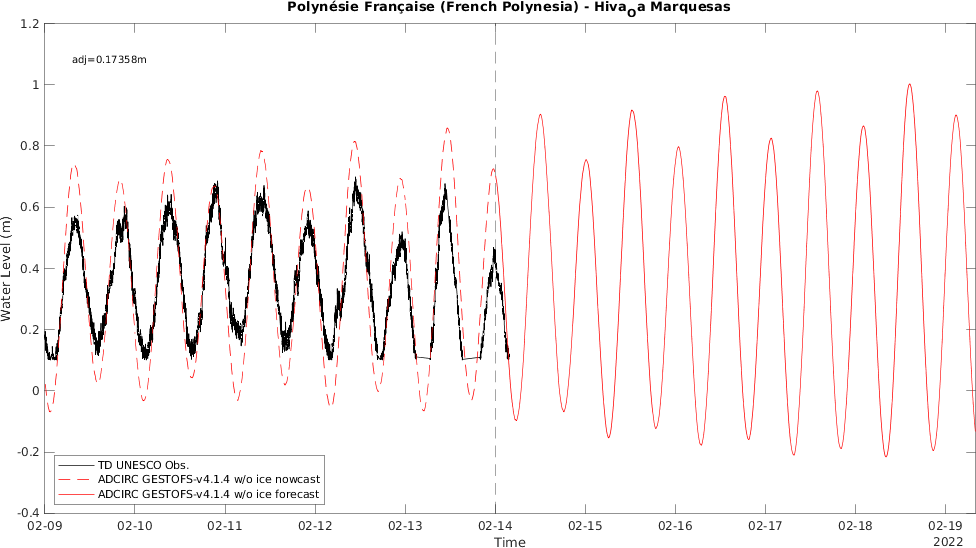 Polynésie Française (French Polynesia) - HivaOa Marquesas
adj=0.17358m
Water Level (m)
1.2
1
0.8
0.6
0.4
0.2
0
-0.2
-0.4
TD UNESCO Obs.
ADCIRC GESTOFS-v4.1.4 w/o ice nowcast
ADCIRC GESTOFS-v4.1.4 w/o ice forecast
02-09 02-10 02-11 02-12 02-13 02-14 02-15 02-16 02-17 02-18 02-19
Time
2022